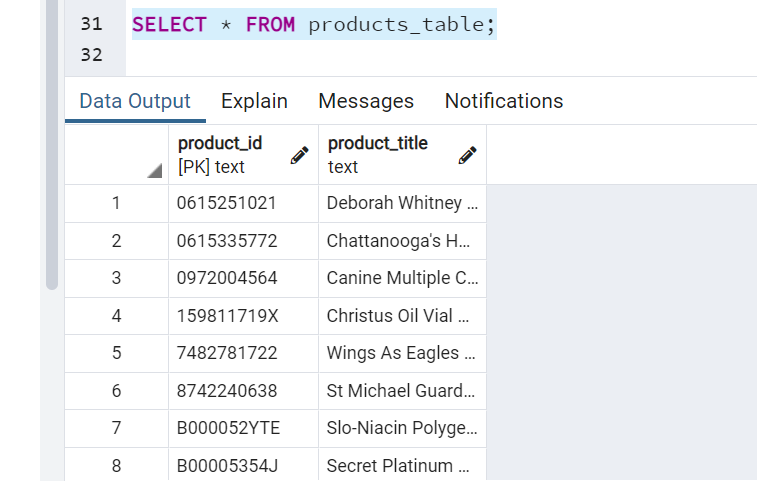 31 SELECT * FROM products_table;
32
Data Output Explain Messages Notifications
product_id product_title
[PK] text text
1 0615251021 Deborah Whitney ...
2 0615335772 Chattanooga's H...
3 0972004564 Canine Multiple C...
4 159811719X Christus Oil Vial ...
5 7482781722 Wings As Eagles ...
6 8742240638 St Michael Guard...
7 B000052YTE Slo-Niacin Polyge...
8 B00005354J Secret Platinum ...